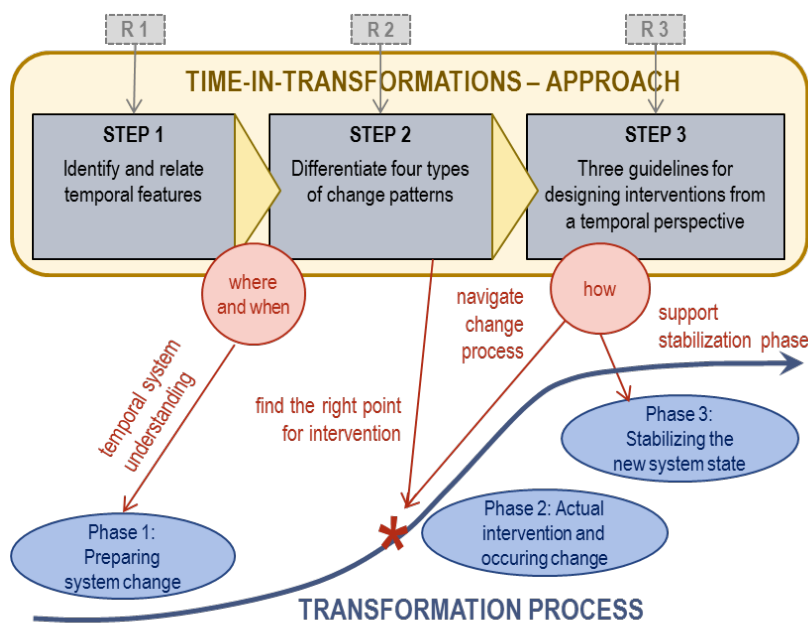 R 1
R 2
R 3
TIME-IN-TRANSFORMATIONS – APPROACH
STEP 1
Identify and relate
temporal features
STEP 2
Differentiate four types
of change patterns
STEP 3
Three guidelines for
designing interventions from
a temporal perspective
where
and when
how
temporal system
understanding
find the right point
for intervention
navigate
change
process
support
stabilization phase
Phase 1:
Preparing
system change
Phase 2: Actual
intervention and
occuring change
Phase 3:
Stabilizing the
new system state
TRANSFORMATION PROCESS